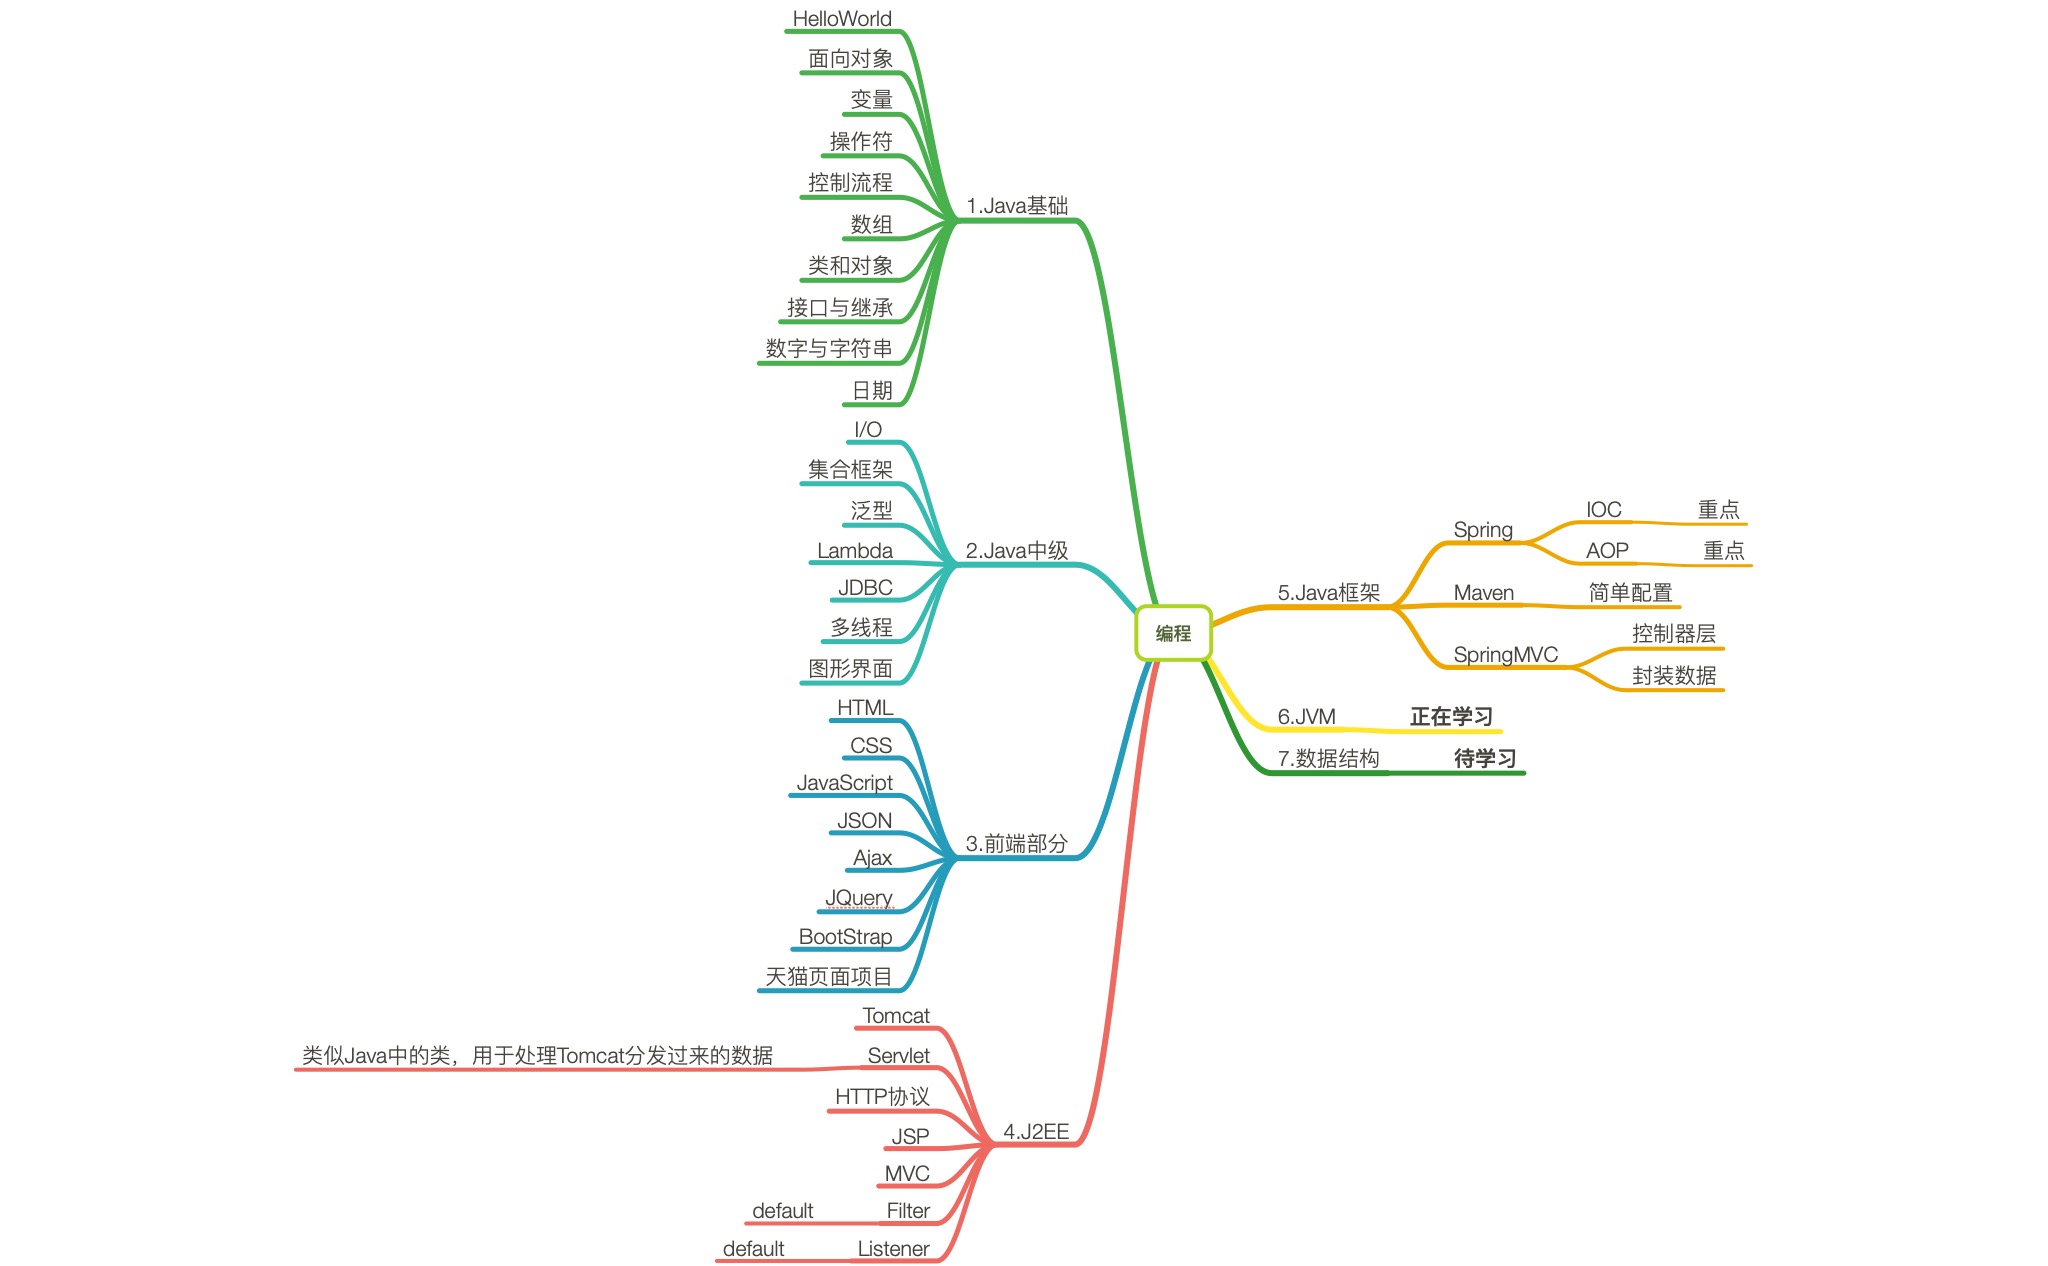 编程
1.Java基础
HelloWorld
面向对象
变量
操作符
控制流程
数组
类和对象
接口与继承
数字与字符串
日期
2.Java中级
I/O
集合框架
泛型
Lambda
JDBC
多线程
图形界面
3.前端部分
HTML
CSS
JavaScript
JSON
Ajax
JQuery
BootStrap
天猫页面项目
4.J2EE
Tomcat
Servlet
类似Java中的类，用于处理Tomcat分发过来的数据
HTTP协议
JSP
MVC
Filter
default
Listener
default
5.Java框架
Spring
IOC
重点
AOP
重点
Maven
简单配置
SpringMVC
控制器层
封装数据
6.JVM
正在学习
7.数据结构
待学习